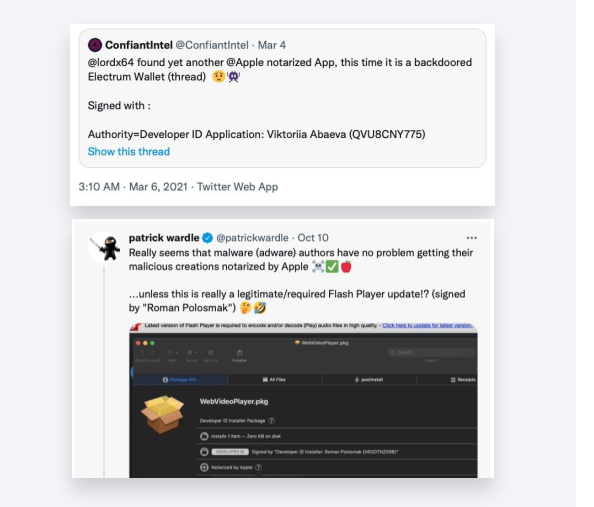 ConfiantIntel @ConfiantIntel · Mar 4
@lordx64 found yet another @Apple notarized App, this time it is a backdoored
Electrum Wallet (thread) 😟👾
Signed with :
Authority=Developer ID Application: Viktoriia Abaeva (QVU8CNY775)
Show this thread
3:10 AM · Mar 6, 2021 · Twitter Web App
patrick wardle @patrickwardle · Oct 10
Really seems that malware (adware) authors have no problem getting their
malicious creations notarized by Apple ☠️✅🍎
...unless this is really a legitimate/required Flash Player update!? (signed
by "Roman Polosmak") 🤔🤣
Latest version of Flash Player is required to encode and/or decode (Play) audio files in high quality. - Click here to update for latest version.
WebVideoPlayer.pkg
Search
Package Info
All Files
postinstall
Receipts
WebVideoPlayer.pkg
Developer ID Installer Package ?
Installs 1 item — Zero KB on disk
DEVELOPER ID Signed by "Developer ID Installer: Roman Polosmak
Notarized by Apple ?